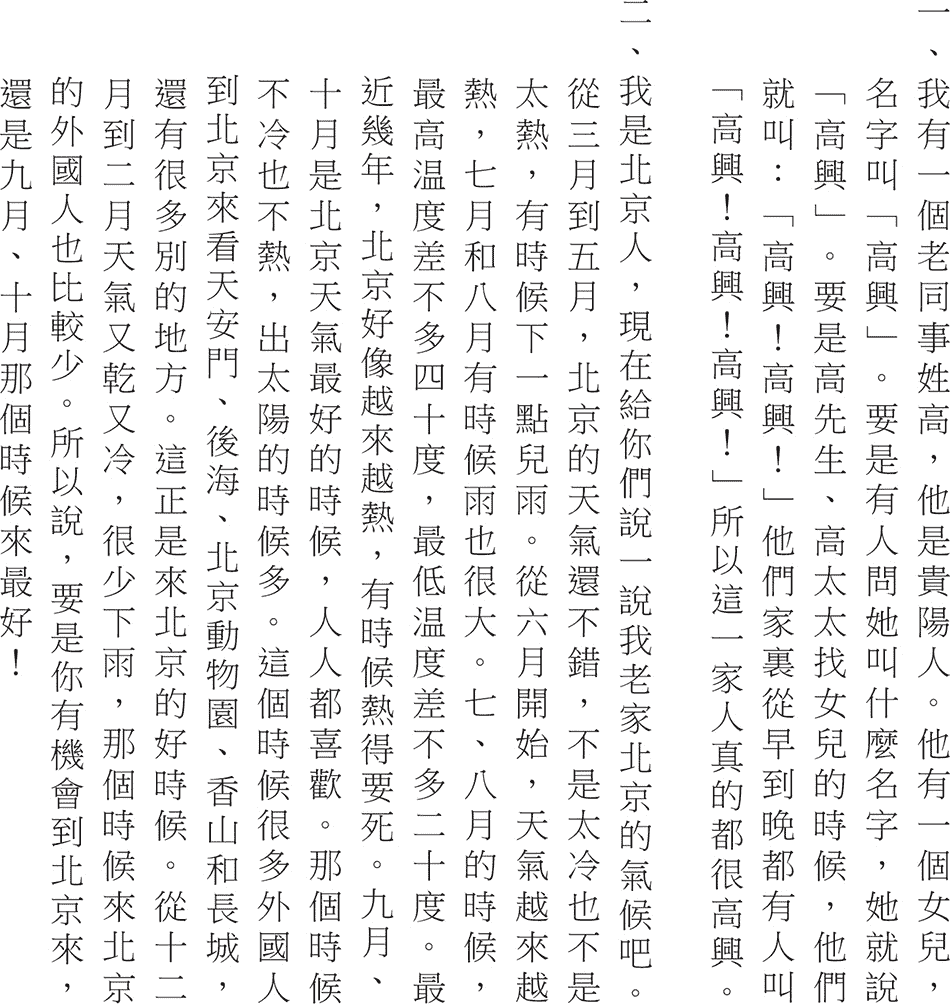 一、我有一個老同事姓高，他是貴陽人。他有一個女兒，
名字叫「高興」。要是有人問她叫什麼名字，她就說
「高興」。要是高先生、高太太找女兒的時候，他們
就叫：「高興！高興！」他們家裏從早到晚都有人叫
「高興！高興！高興！」所以這一家人真的都很高興。
二、我是北京人，現在給你們說一說我老家北京的氣候吧。
從三月到五月，北京的天氣還不錯，不是太冷也不是
太熱，有時候下一點兒雨。從六月開始，天氣越來越
熱，七月和八月有時候雨也很大。七、八月的時候，
最高溫度差不多四十度，最低溫度差不多二十度。最
近幾年，北京好像越來越熱，有時候熱得要死。九月、
十月是北京天氣最好的時候，人人都喜歡。那個時候
不冷也不熱，出太陽的時候多。這個時候很多外國人
到北京來看天安門、後海、北京動物園、香山和長城，
還有很多別的地方。這正是來北京的好時候。從十二
月到二月天氣又乾又冷，很少下雨，那個時候來北京
的外國人也比較少。所以說，要是你有機會到北京來，
還是九月、十月那個時候來最好！